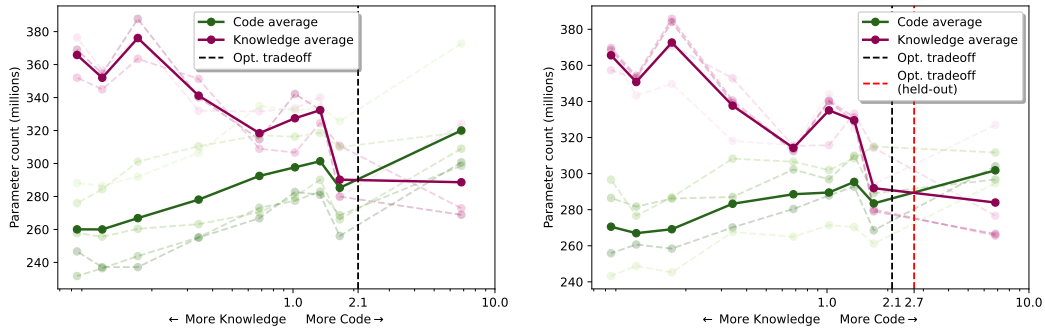 Code average
Knowledge average
Opt. tradeoff
Parameter count (millions)
380
360
340
320
300
280
260
240
1.0
2.1
10.0
← More Knowledge
More Code→
Code average
Knowledge average
Opt. tradeoff
Opt. tradeoff
(held-out)
Parameter count (millions)
380
360
340
320
300
280
260
240
1.0
2.1
2.7
10.0
← More Knowledge
More Code→